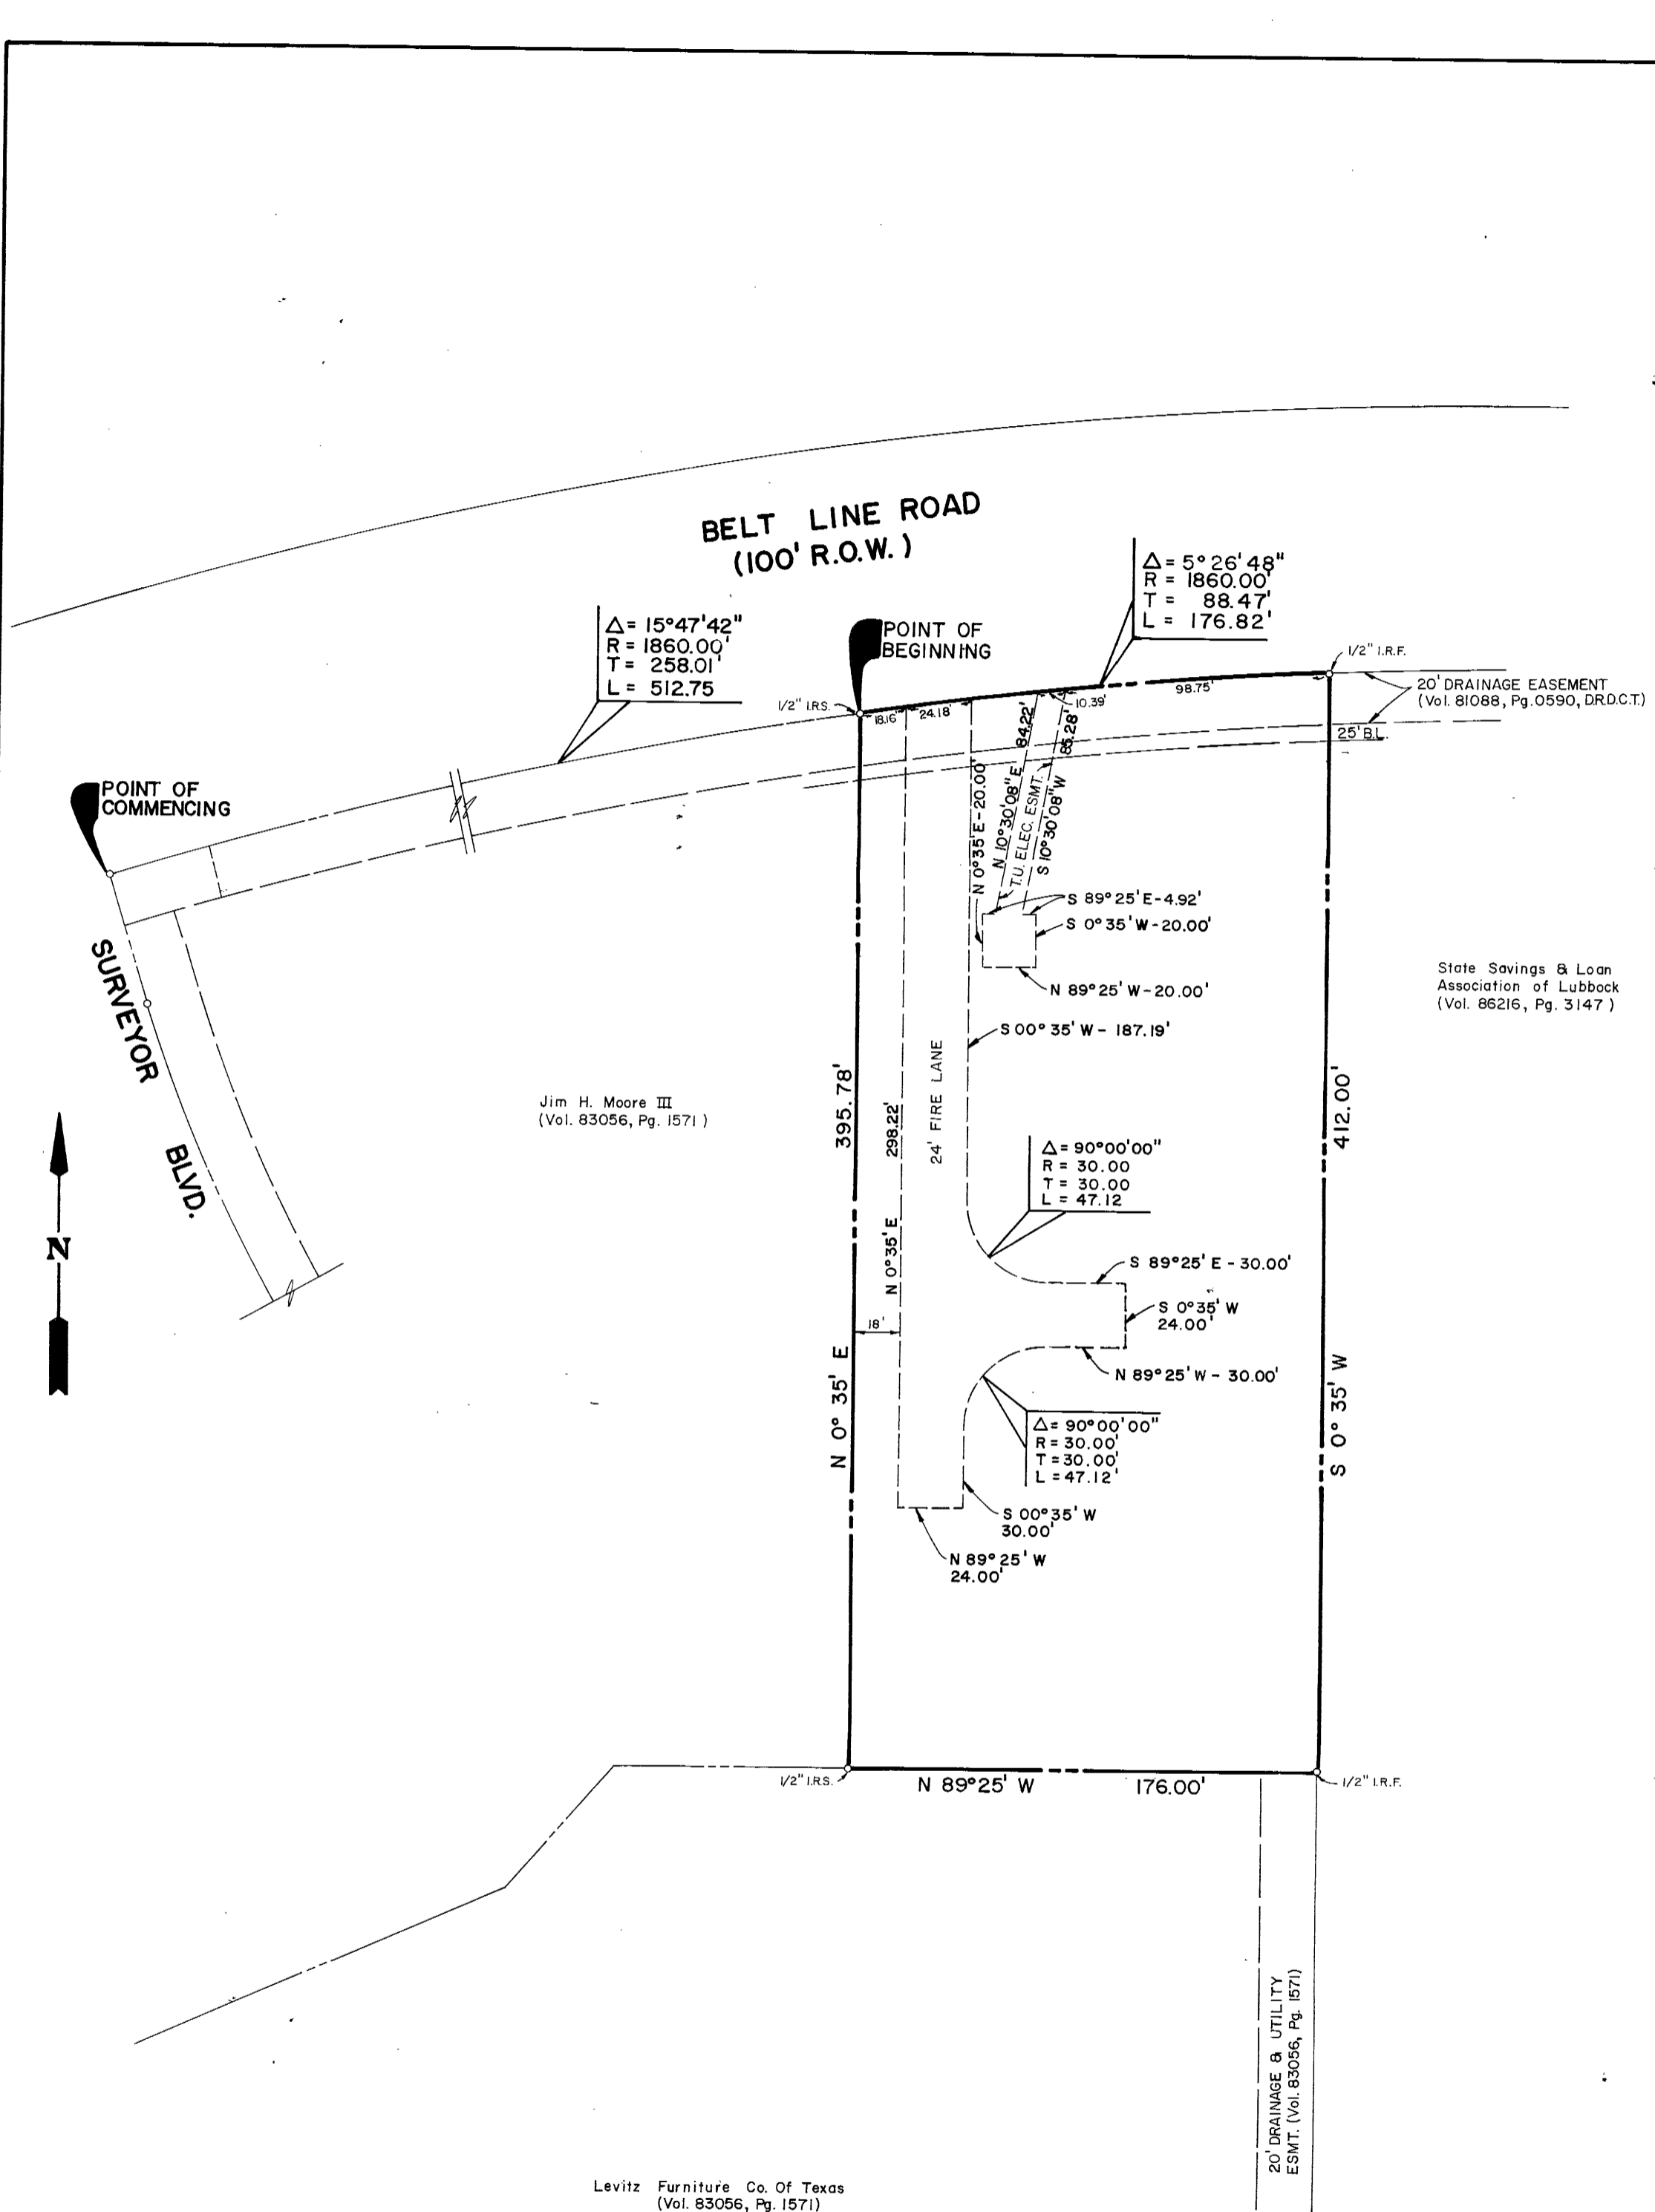 BELT LINE ROAD
(100' R.O.W.)
Δ= 5°26'48"
R = 1860.00'
T = 88.47'
L = 176.82'
Δ= 15°47'42"
R = 1860.00'
T = 258.01'
L = 512.75
POINT OF
BEGINNING
1/2" I.R.S.
1/2" I.R.F.
20' DRAINAGE EASEMENT
(Vol. 81088, Pg.0590, D.R.D.C.T.)
25' B.L.
18.16'
24.18'
10.39'
98.75'
POINT OF
COMMENCING
SURVEYOR
BLVD.
N 0°35' E-20.00'
N 10°30'08" E
84.22'
T.U. ELEC. ESMT.
S 10°30'08" W
85.28'
S 89°25' E-4.92'
S 0°35' W-20.00'
N 89°25' W-20.00'
S 00°35' W- 187.19'
State Savings & Loan
Association of Lubbock
(Vol. 86216, Pg. 3147 )
Jim H. Moore III
(Vol. 83056, Pg. 1571 )
N 0° 35' E
395.78'
N 0°35' E
298.22'
24' FIRE LANE
S 0° 35' W
412.00'
Δ= 90°00'00"
R = 30.00
T = 30.00
L = 47.12
N
S 89°25' E - 30.00'
S 0°35' W
24.00'
18'
N 89°25' W - 30.00'
Δ= 90°00'00"
R = 30.00'
T = 30.00'
L = 47.12'
S 00°35' W
30.00'
N 89°25' W
24.00'
1/2" I.R.S.
N 89°25' W
176.00'
1/2" I.R.F.
20' DRAINAGE & UTILITY
ESMT. (Vol. 83056, Pg. 1571)
Levitz Furniture Co. Of Texas
(Vol. 83056, Pg. 1571)